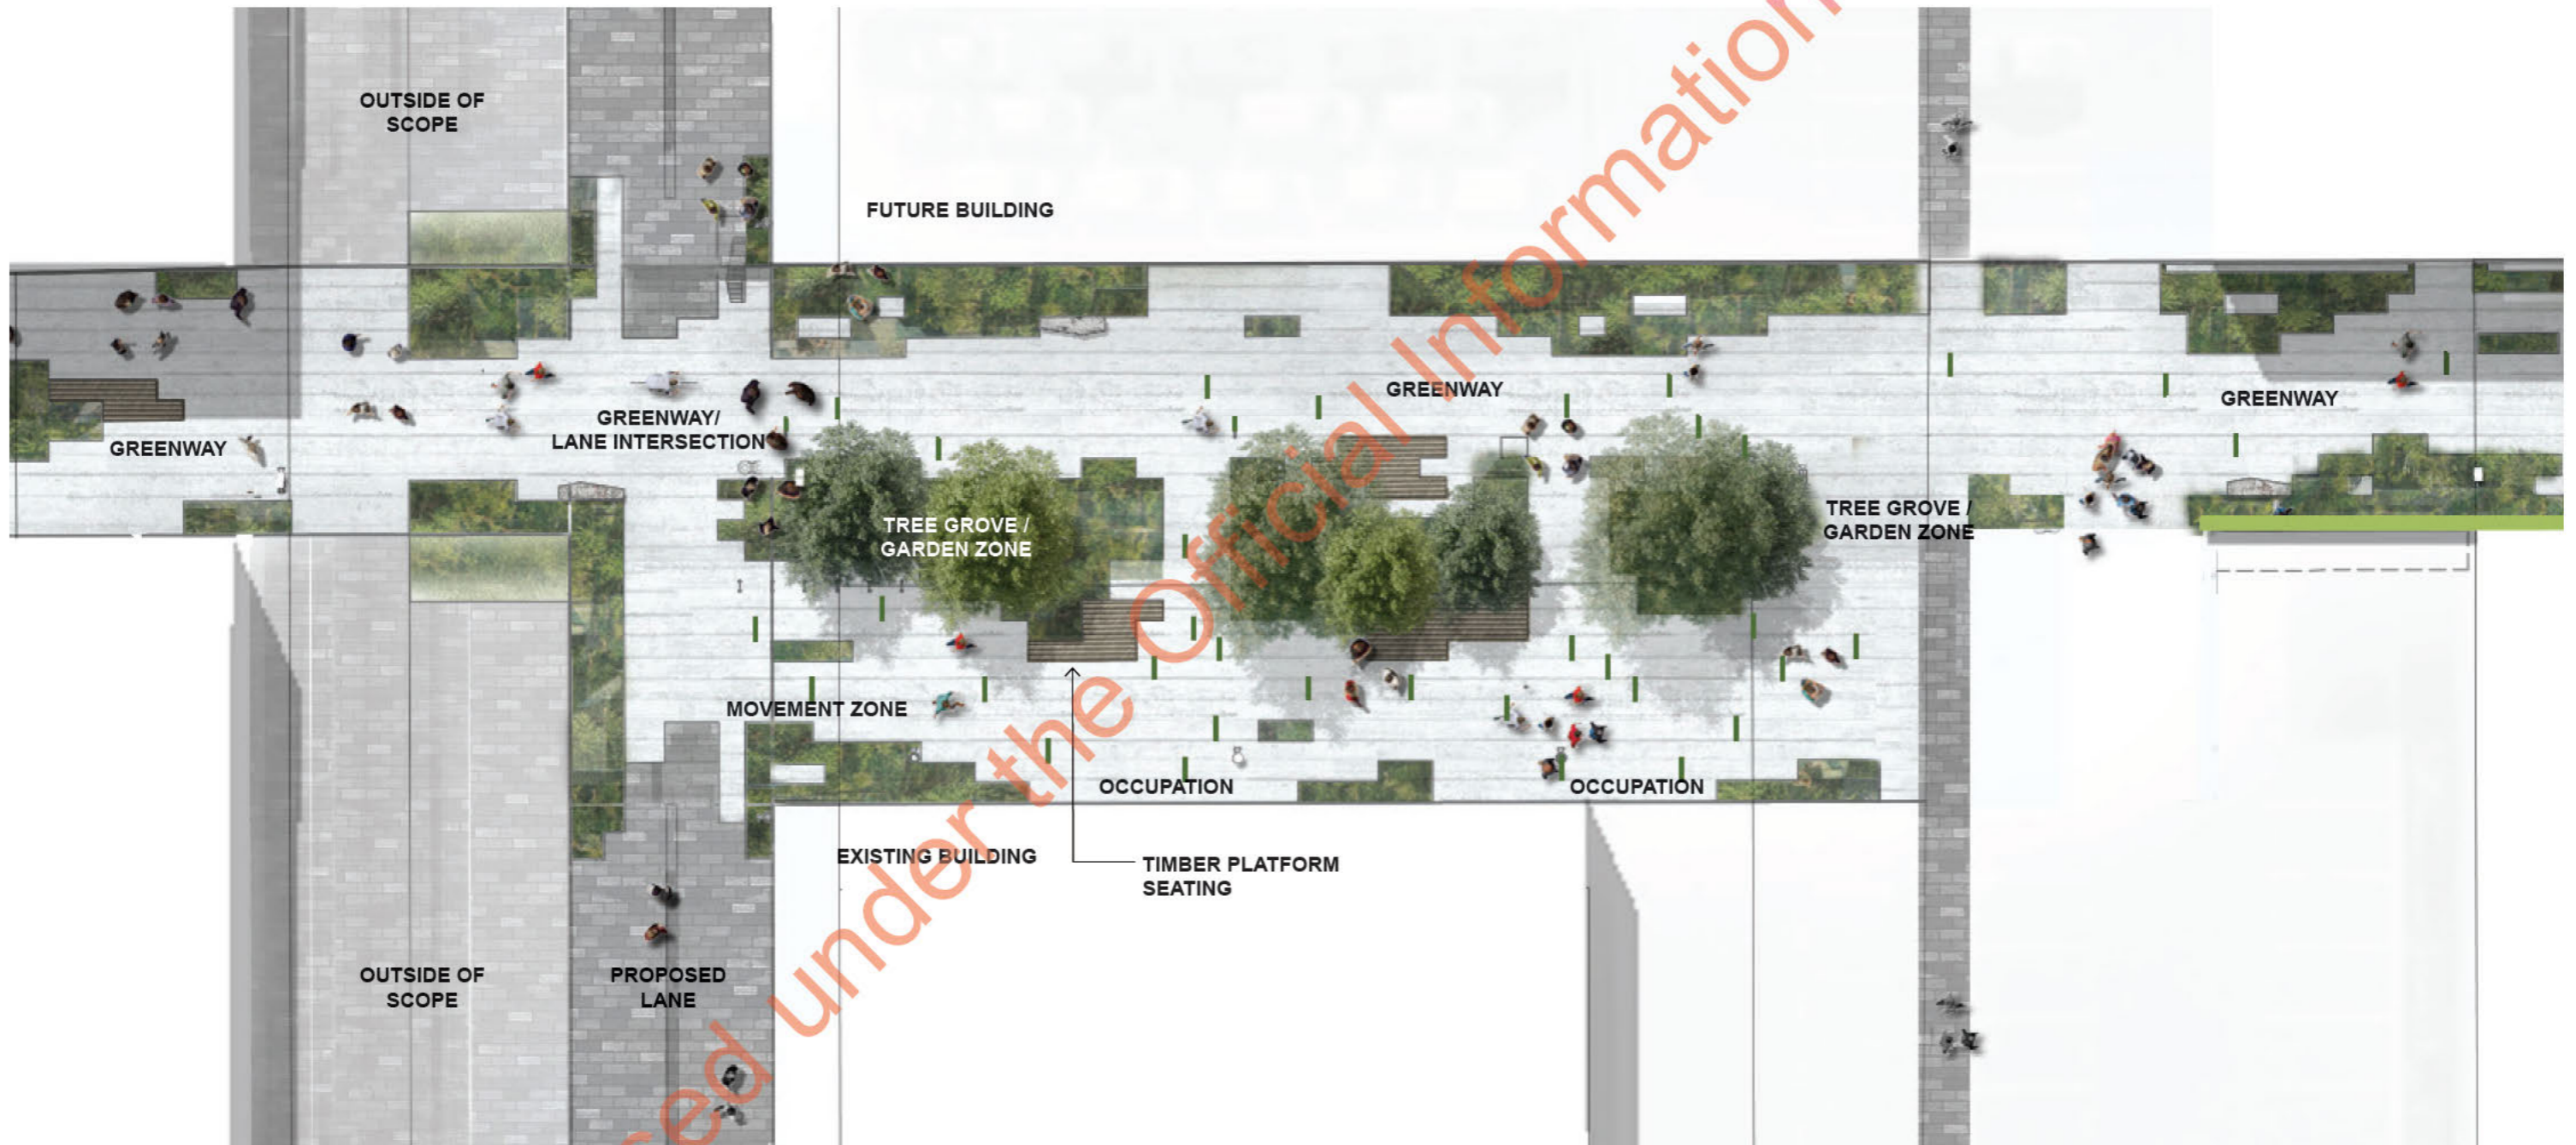 OUTSIDE OF
SCOPE
FUTURE BUILDING
GREENWAY
GREENWAY/
LANE INTERSECTION
GREENWAY
GREENWAY
TREE GROVE /
GARDEN ZONE
TREE GROVE /
GARDEN ZONE
MOVEMENT ZONE
OCCUPATION
OCCUPATION
EXISTING BUILDING
TIMBER PLATFORM
SEATING
OUTSIDE OF
SCOPE
PROPOSED
LANE
sed under the Official Information